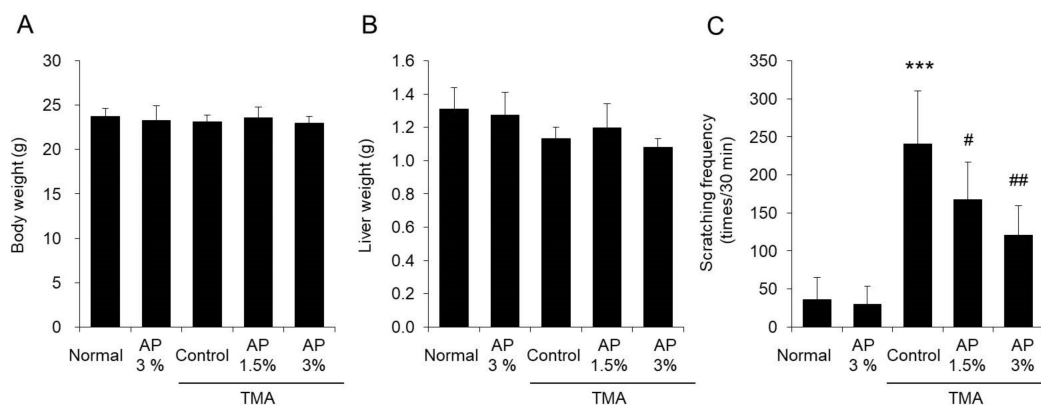 A
Body weight (g)
30
25
20
15
10
5
0
Normal
AP
3 %
Control
AP
1.5%
AP
3%
TMA
B
Liver weight (g)
1.6
1.4
1.2
1.0
0.8
0.6
0.4
0.2
0.0
Normal
AP
3 %
Control
AP
1.5%
AP
3%
TMA
C
Scratching frequency
(times/30 min)
350
300
250
200
150
100
50
0
***
#
##
Normal
AP
3 %
Control
AP
1.5%
AP
3%
TMA